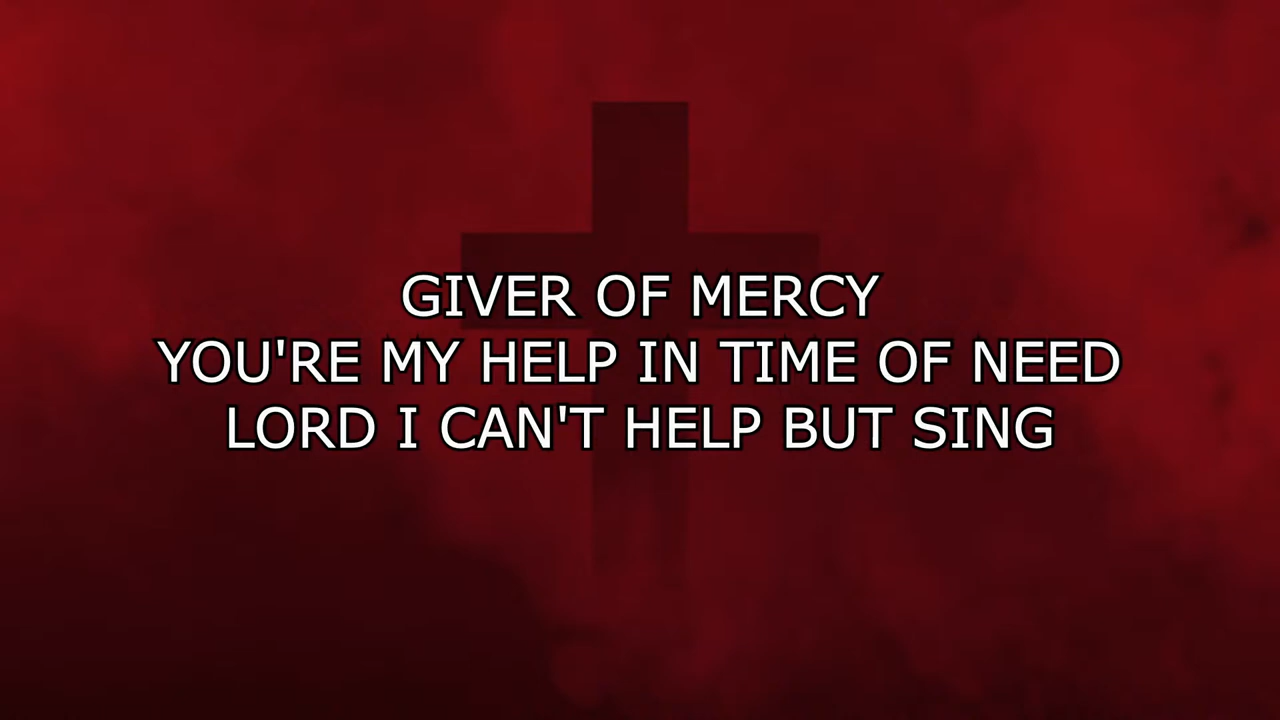 GIVER OF MERCY
YOU'RE MY HELP IN TIME OF NEED
LORD I CAN'T HELP BUT SING